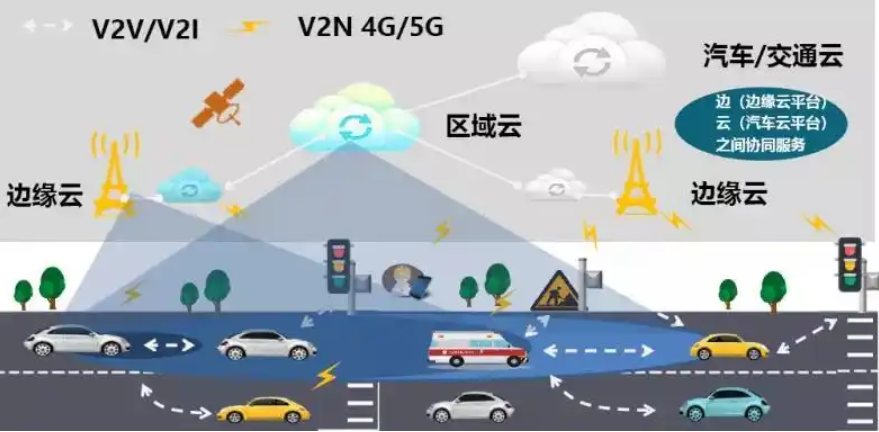 V2V/V2I
V2N 4G/5G
汽车/交通云
边（边缘云平台）
云（汽车云平台）
之间协同服务
区域云
边缘云
边缘云